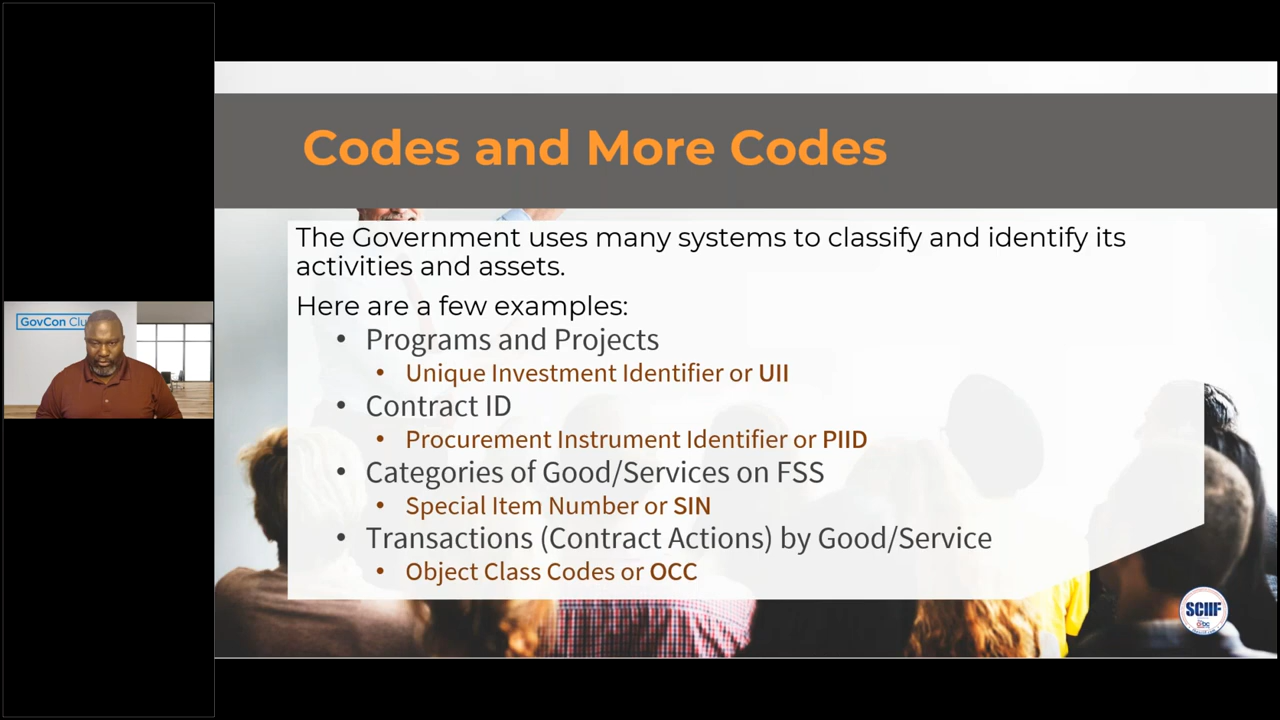 Codes and More Codes
The Government uses many systems to classify and identify its
activities and assets.
Here are a few examples:
• Programs and Projects
• Unique Investment Identifier or UII
• Contract ID
• Procurement Instrument Identifier or PIID
• Categories of Good/Services on FSS
• Special Item Number or SIN
• Transactions (Contract Actions) by Good/Service
• Object Class Codes or OCC
GovCon Clu
SCIIF